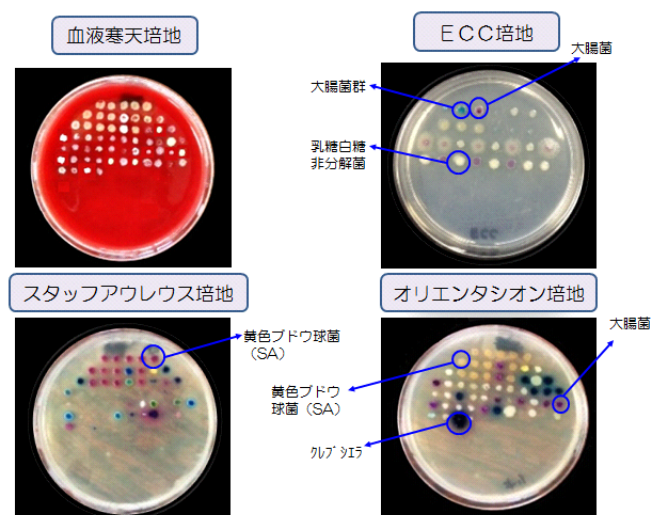 血液寒天培地
ECC培地
大腸菌
大腸菌群
乳糖白糖
非分解菌
スタッフアウレウス培地
オリエンタシオン培地
黄色ブドウ球菌
(SA)
大腸菌
黄色ブドウ
球菌(SA)
クレブシエラ